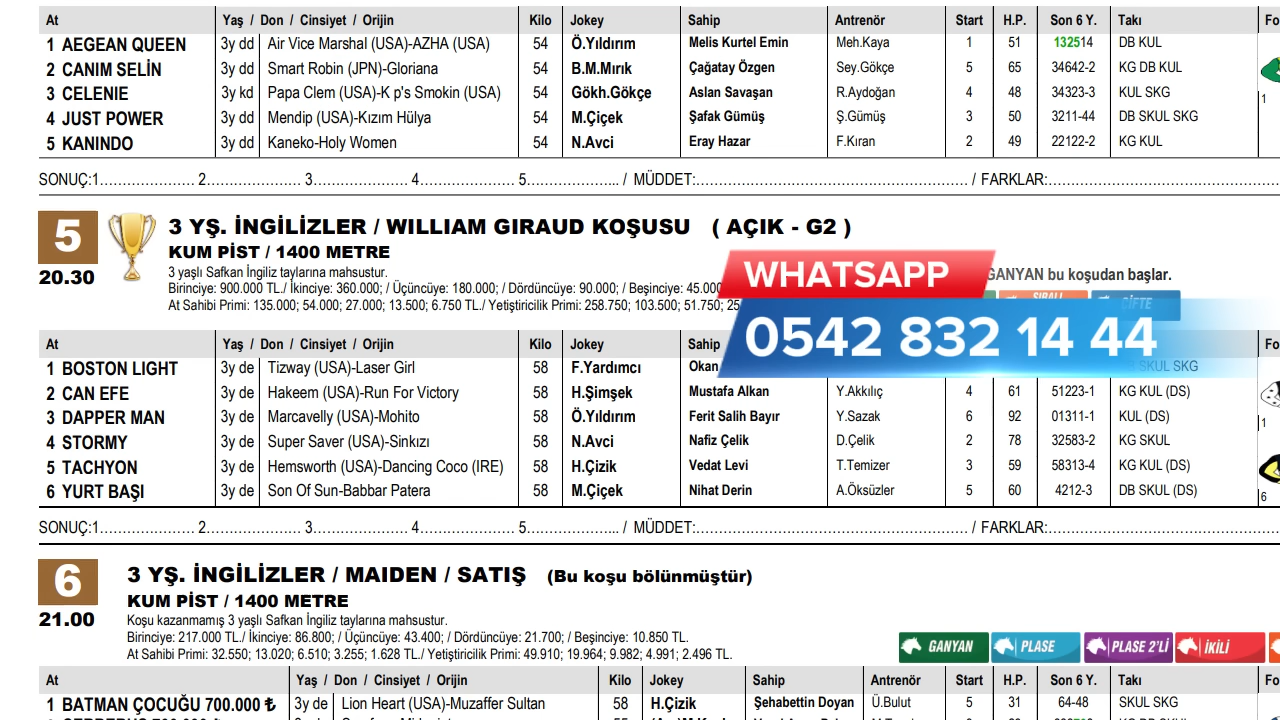 At Yaş / Don / Cinsiyet / Orijin Kilo Jokey Sahip Antrenör Start H.P. Son 6 Y. Takı Fo
1 AEGEAN QUEEN 3y dd Air Vice Marshal (USA)-AZHA (USA) 54 Ö.Yıldırım Melis Kurtel Emin Meh.Kaya 1 51 132514 DB KUL
2 CANIM SELİN 3y dd Smart Robin (JPN)-Gloriana 54 B.M.Mırık Çağatay Özgen Sey.Gökçe 5 65 34642-2 KG DB KUL
3 CELENIE 3y kd Papa Clem (USA)-K p's Smokin (USA) 54 Gökh.Gökçe Aslan Savaşan R.Aydoğan 4 48 34323-3 KUL SKG
1
4 JUST POWER 3y dd Mendip (USA)-Kızım Hülya 54 M.Çiçek Şafak Gümüş Ş.Gümüş 3 50 3211-44 DB SKUL SKG
5 KANINDO 3y dd Kaneko-Holy Women 54 N.Avci Eray Hazar F.Kıran 2 49 22122-2 KG KUL
SONUÇ:1…………………. 2…………………. 3…………………. 4…………………. 5………………... / MÜDDET:…………………………………………………… / FARKLAR:……………………………………………
5 3 YŞ. İNGİLİZLER / WILLIAM GIRAUD KOŞUSU ( AÇIK - G2 )
KUM PİST / 1400 METRE
20.30 3 yaşlı Safkan İngiliz taylarına mahsustur. GANYAN bu koşudan başlar.
WHATSAPP
Birinciye: 900.000 TL./ İkinciye: 360.000; / Üçüncüye: 180.000; / Dördüncüye: 90.000; / Beşinciye: 45.000
SIRALI ÇİFTE
At Sahibi Primi: 135.000; 54.000; 27.000; 13.500; 6.750 TL./ Yetiştiricilik Primi: 258.750; 103.500; 51.750; 25
0542 832 14 44
At Yaş / Don / Cinsiyet / Orijin Kilo Jokey Sahip Fo
1 BOSTON LIGHT 3y de Tizway (USA)-Laser Girl 58 F.Yardımcı Okan SKUL SKG
2 CAN EFE 3y de Hakeem (USA)-Run For Victory 58 H.Şimşek Mustafa Alkan Y.Akkılıç 4 61 51223-1 KG KUL (DS)
3 DAPPER MAN 3y de Marcavelly (USA)-Mohito 58 Ö.Yıldırım Ferit Salih Bayır Y.Sazak 6 92 01311-1 KUL (DS)
1
4 STORMY 3y de Super Saver (USA)-Sinkızı 58 N.Avci Nafiz Çelik D.Çelik 2 78 32583-2 KG SKUL
5 TACHYON 3y de Hemsworth (USA)-Dancing Coco (IRE) 58 H.Çizik Vedat Levi T.Temizer 3 59 58313-4 KG KUL (DS)
6 YURT BAŞI 3y de Son Of Sun-Babbar Patera 58 M.Çiçek Nihat Derin A.Öksüzler 5 60 4212-3 DB SKUL (DS)
6
SONUÇ:1…………………. 2…………………. 3…………………. 4…………………. 5………………... / MÜDDET:…………………………………………………… / FARKLAR:……………………………………………
6 3 YŞ. İNGİLİZLER / MAIDEN / SATIŞ (Bu koşu bölünmüştür)
KUM PİST / 1400 METRE
21.00 Koşu kazanmamış 3 yaşlı Safkan İngiliz taylarına mahsustur.
Birinciye: 217.000 TL./ İkinciye: 86.800; / Üçüncüye: 43.400; / Dördüncüye: 21.700; / Beşinciye: 10.850 TL.
GANYAN PLASE PLASE 2'Lİ İKİLİ
At Sahibi Primi: 32.550; 13.020; 6.510; 3.255; 1.628 TL./ Yetiştiricilik Primi: 49.910; 19.964; 9.982; 4.991; 2.496 TL.
At Yaş / Don / Cinsiyet / Orijin Kilo Jokey Sahip Antrenör Start H.P. Son 6 Y. Takı Fo
1 BATMAN ÇOCUĞU 700.000 ₺ 3y de Lion Heart (USA)-Muzaffer Sultan 58 H.Çizik Şehabettin Doyan Ü.Bulut 5 31 64-48 SKUL SKG